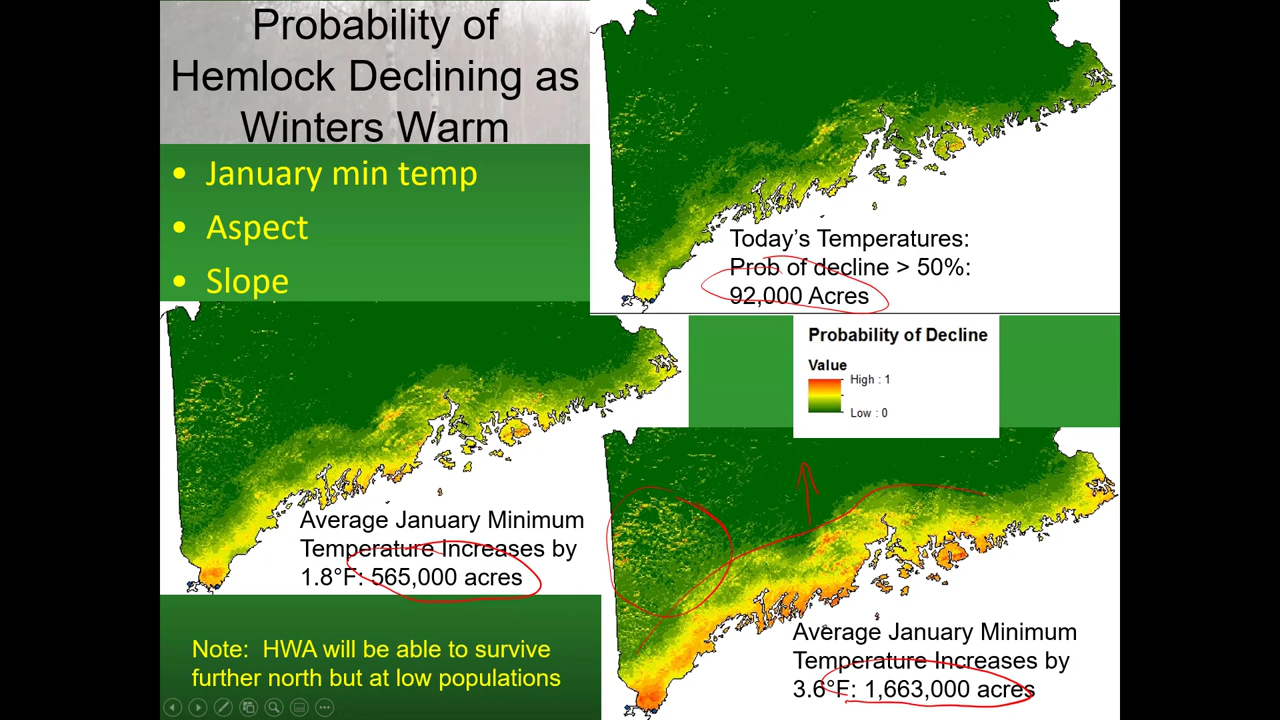 Probability of
Hemlock Declining as
Winters Warm
• January min temp
• Aspect
• Slope
Today's Temperatures:
Prob of decline > 50%:
92,000 Acres
Probability of Decline
Value
High : 1
Low : 0
Average January Minimum
Temperature Increases by
1.8°F: 565,000 acres
Average January Minimum
Temperature Increases by
3.6°F: 1,663,000 acres
Note: HWA will be able to survive
further north but at low populations